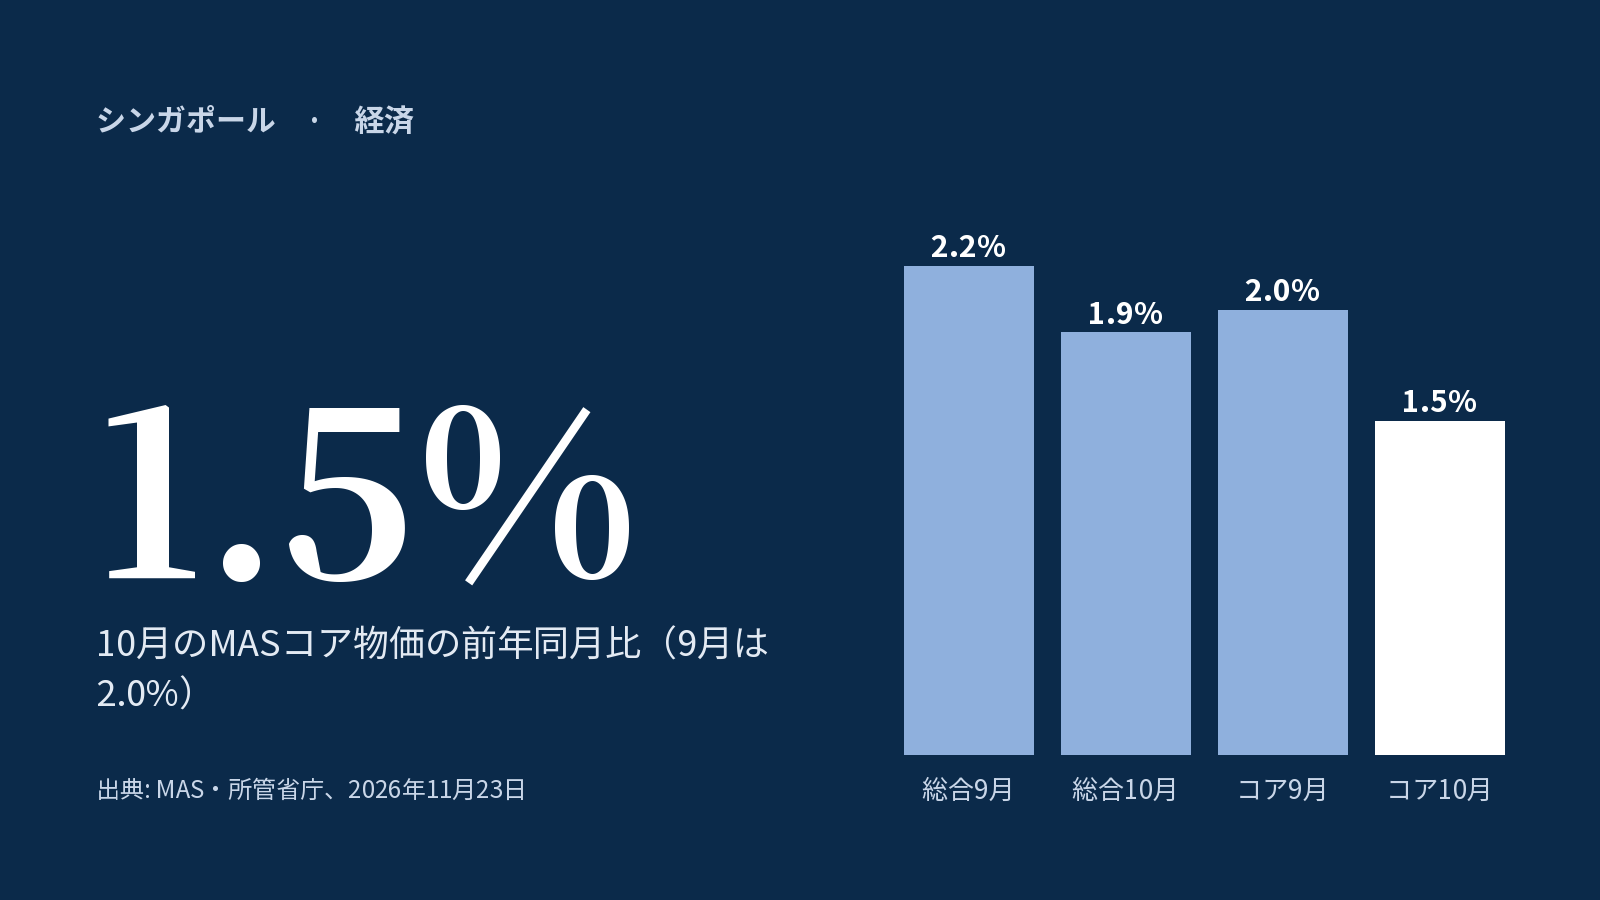 シンガポール ・ 経済
1.5%
10月のMASコア物価の前年同月比（9月は
2.0%）
出典: MAS・所管省庁、2026年11月23日
2.2%
1.9%
2.0%
1.5%
総合9月
総合10月
コア9月
コア10月